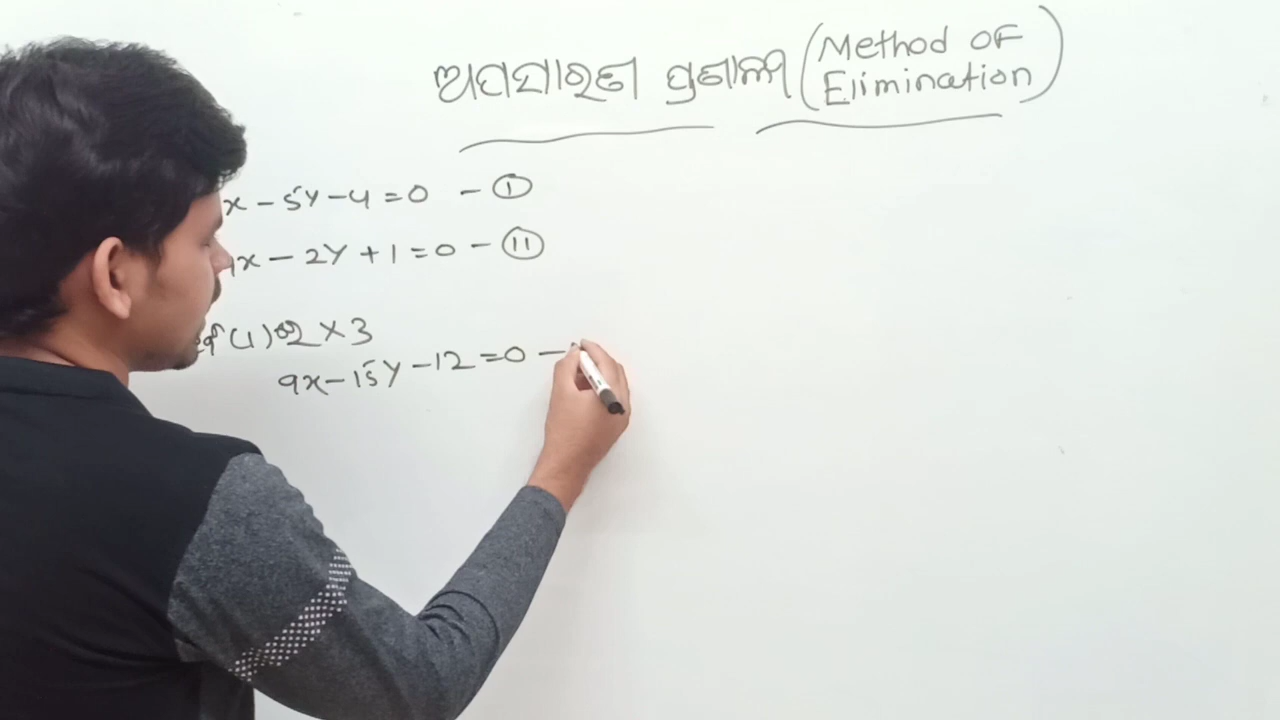 ଅପସାରଣ ପ୍ରଣାଳୀ (Method OF
Elimination)
x - 5y - 4 = 0 - ①
9x - 2y + 1 = 0 - ⑪
(1) × 3
9x - 15y - 12 = 0 -